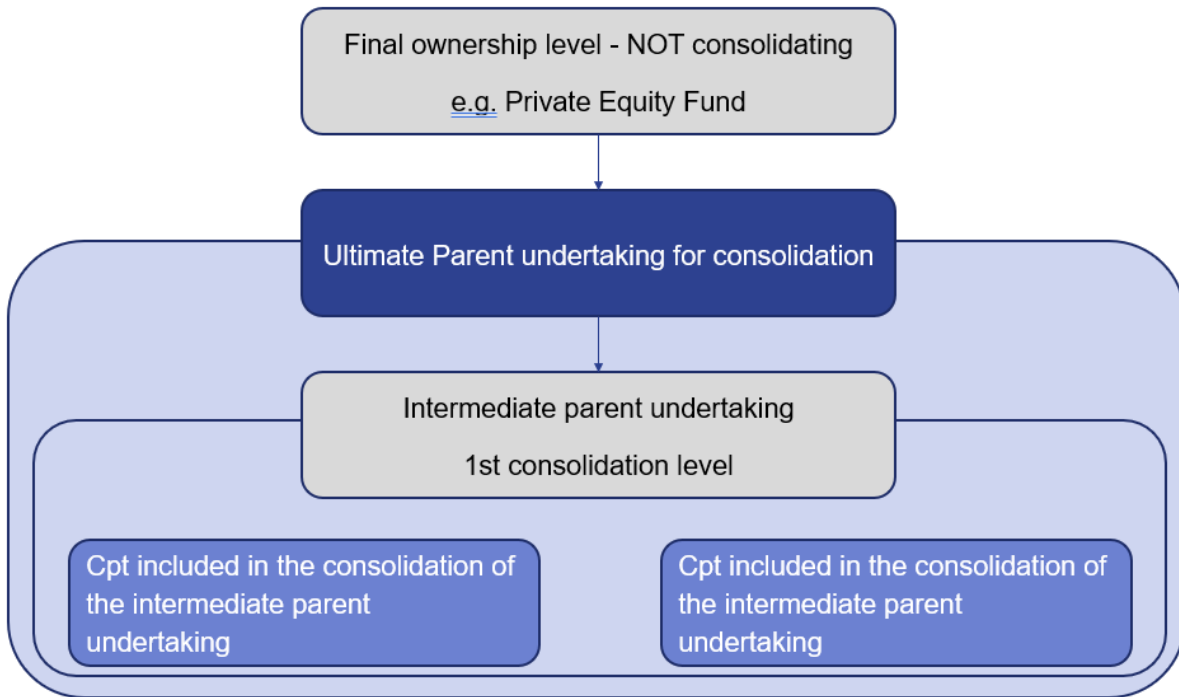 Final ownership level - NOT consolidating
e.g. Private Equity Fund
Ultimate Parent undertaking for consolidation
Intermediate parent undertaking
1st consolidation level
Cpt included in the consolidation of
the intermediate parent
undertaking
Cpt included in the consolidation of
the intermediate parent
undertaking